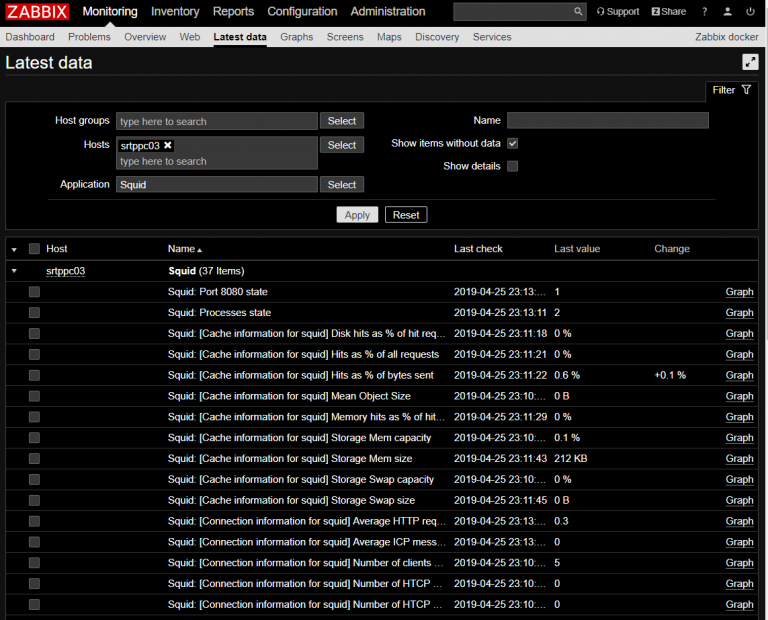 ZABBIX Monitoring Inventory Reports Configuration Administration Support Z Share ?
Dashboard Problems Overview Web Latest data Graphs Screens Maps Discovery Services Zabbix docker
Latest data
Filter
Host groups type here to search Select Name
Hosts srtppc03 Select Show items without data
type here to search
Show details
Application Squid Select
Apply Reset
Host Name Last check Last value Change
srtppc03 Squid (37 Items)
Squid: Port 8080 state 2019-04-25 23:13:... 1 Graph
Squid: Processes state 2019-04-25 23:13:11 2 Graph
Squid: [Cache information for squid] Disk hits as % of hit req... 2019-04-25 23:11:18 0 % Graph
Squid: [Cache information for squid] Hits as % of all requests 2019-04-25 23:11:21 0 % Graph
Squid: [Cache information for squid] Hits as % of bytes sent 2019-04-25 23:11:22 0.6 % +0.1 % Graph
Squid: [Cache information for squid] Mean Object Size 2019-04-25 23:10:... 0 B Graph
Squid: [Cache information for squid] Memory hits as % of hit... 2019-04-25 23:11:29 0 % Graph
Squid: [Cache information for squid] Storage Mem capacity 2019-04-25 23:10:... 0.1 % Graph
Squid: [Cache information for squid] Storage Mem size 2019-04-25 23:11:43 212 KB Graph
Squid: [Cache information for squid] Storage Swap capacity 2019-04-25 23:10:... 0 % Graph
Squid: [Cache information for squid] Storage Swap size 2019-04-25 23:11:45 0 B Graph
Squid: [Connection information for squid] Average HTTP req... 2019-04-25 23:13:... 0.3 Graph
Squid: [Connection information for squid] Average ICP mess... 2019-04-25 23:13:... 0 Graph
Squid: [Connection information for squid] Number of clients ... 2019-04-25 23:10:... 5 Graph
Squid: [Connection information for squid] Number of HTCP ... 2019-04-25 23:10:... 0 Graph
Squid: [Connection information for squid] Number of HTCP ... 2019-04-25 23:10:... 0 Graph